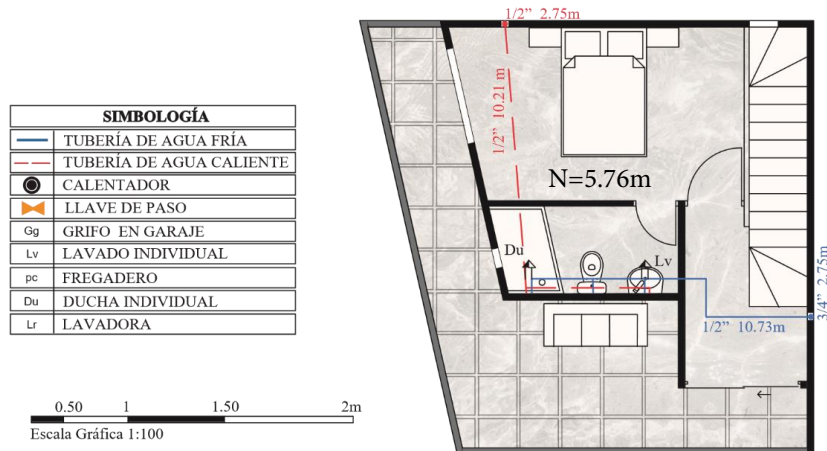 SIMBOLOGÍA
TUBERÍA DE AGUA FRÍA
TUBERÍA DE AGUA CALIENTE
CALENTADOR
LLAVE DE PASO
Gg GRIFO EN GARAJE
Lv LAVADO INDIVIDUAL
pc FREGADERO
Du DUCHA INDIVIDUAL
Lr LAVADORA
0.50 1 1.50 2m
Escala Gráfica 1:100
1/2” 2.75m
1/2” 10.21 m
N=5.76m
Du
Lv
1/2” 10.73m
3/4” 2.75m